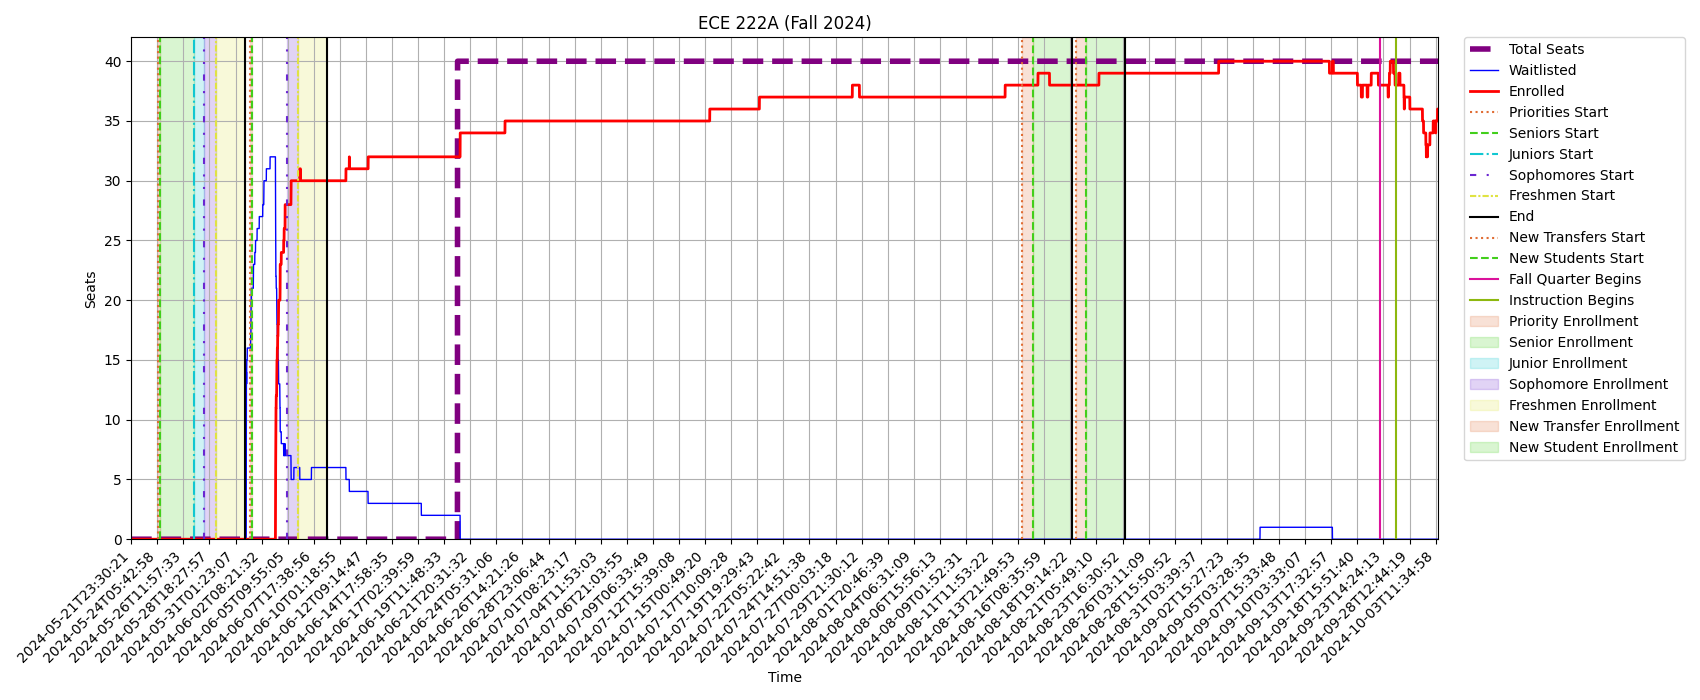 ECE 222A (Fall 2024)
Seats
40
35
30
25
20
15
10
5
0
2024-05-21T23:30:21
2024-05-24T05:42:58
2024-05-26T11:57:33
2024-05-28T18:27:57
2024-05-31T01:23:07
2024-06-02T08:21:32
2024-06-05T09:55:03
2024-06-07T17:38:56
2024-06-10T01:18:55
2024-06-12T09:14:47
2024-06-14T17:58:35
2024-06-17T02:39:59
2024-06-19T11:48:33
2024-06-21T20:31:32
2024-06-24T05:31:06
2024-06-26T14:21:26
2024-06-28T23:06:44
2024-07-01T08:23:17
2024-07-04T11:53:03
2024-07-06T21:03:55
2024-07-09T06:33:49
2024-07-12T15:39:08
2024-07-15T00:49:20
2024-07-17T10:09:28
2024-07-19T19:29:43
2024-07-22T05:22:42
2024-07-24T14:51:38
2024-07-27T00:03:18
2024-07-29T21:30:12
2024-08-01T20:46:39
2024-08-04T06:31:09
2024-08-06T15:56:13
2024-08-09T01:52:31
2024-08-11T11:53:22
2024-08-13T21:49:53
2024-08-16T08:35:59
2024-08-18T19:14:22
2024-08-21T05:49:10
2024-08-23T16:30:52
2024-08-26T03:11:09
2024-08-28T15:50:52
2024-08-31T03:39:37
2024-09-02T15:27:23
2024-09-05T03:28:35
2024-09-07T15:33:48
2024-09-10T03:33:07
2024-09-13T17:32:57
2024-09-18T15:51:40
2024-09-23T14:24:13
2024-09-28T12:44:19
2024-10-03T11:34:58
Time
Total Seats
Waitlisted
Enrolled
Priorities Start
Seniors Start
Juniors Start
Sophomores Start
Freshmen Start
End
New Transfers Start
New Students Start
Fall Quarter Begins
Instruction Begins
Priority Enrollment
Senior Enrollment
Junior Enrollment
Sophomore Enrollment
Freshmen Enrollment
New Transfer Enrollment
New Student Enrollment